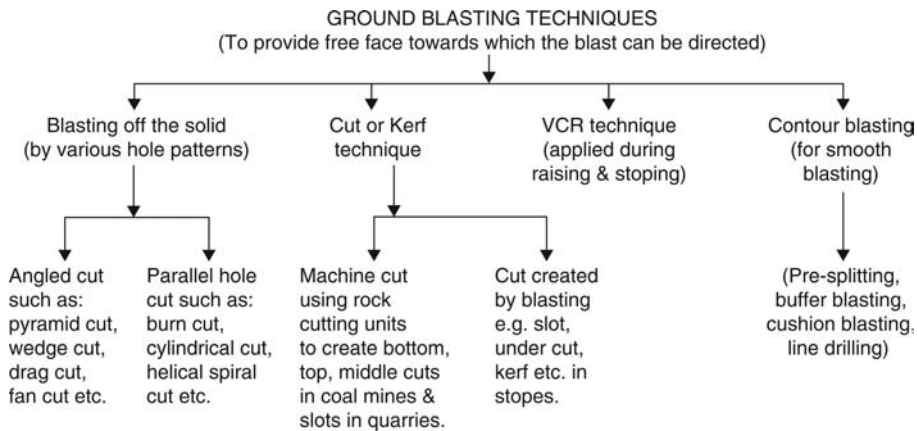 GROUND BLASTING TECHNIQUES
(To provide free face towards which the blast can be directed)
Blasting off the solid
(by various hole patterns)
Cut or Kerf
technique
VCR technique
(applied during
raising & stoping)
Contour blasting
(for smooth
blasting)
Angled cut
such as:
pyramid cut,
wedge cut,
drag cut,
fan cut etc.
Parallel hole
cut such as:
burn cut,
cylindrical cut,
helical spiral
cut etc.
Machine cut
using rock
cutting units
to create bottom,
top, middle cuts
in coal mines &
slots in quarries.
Cut created
by blasting
e.g. slot,
under cut,
kerf etc. in
stopes.
(Pre-splitting,
buffer blasting,
cushion blasting,
line drilling)